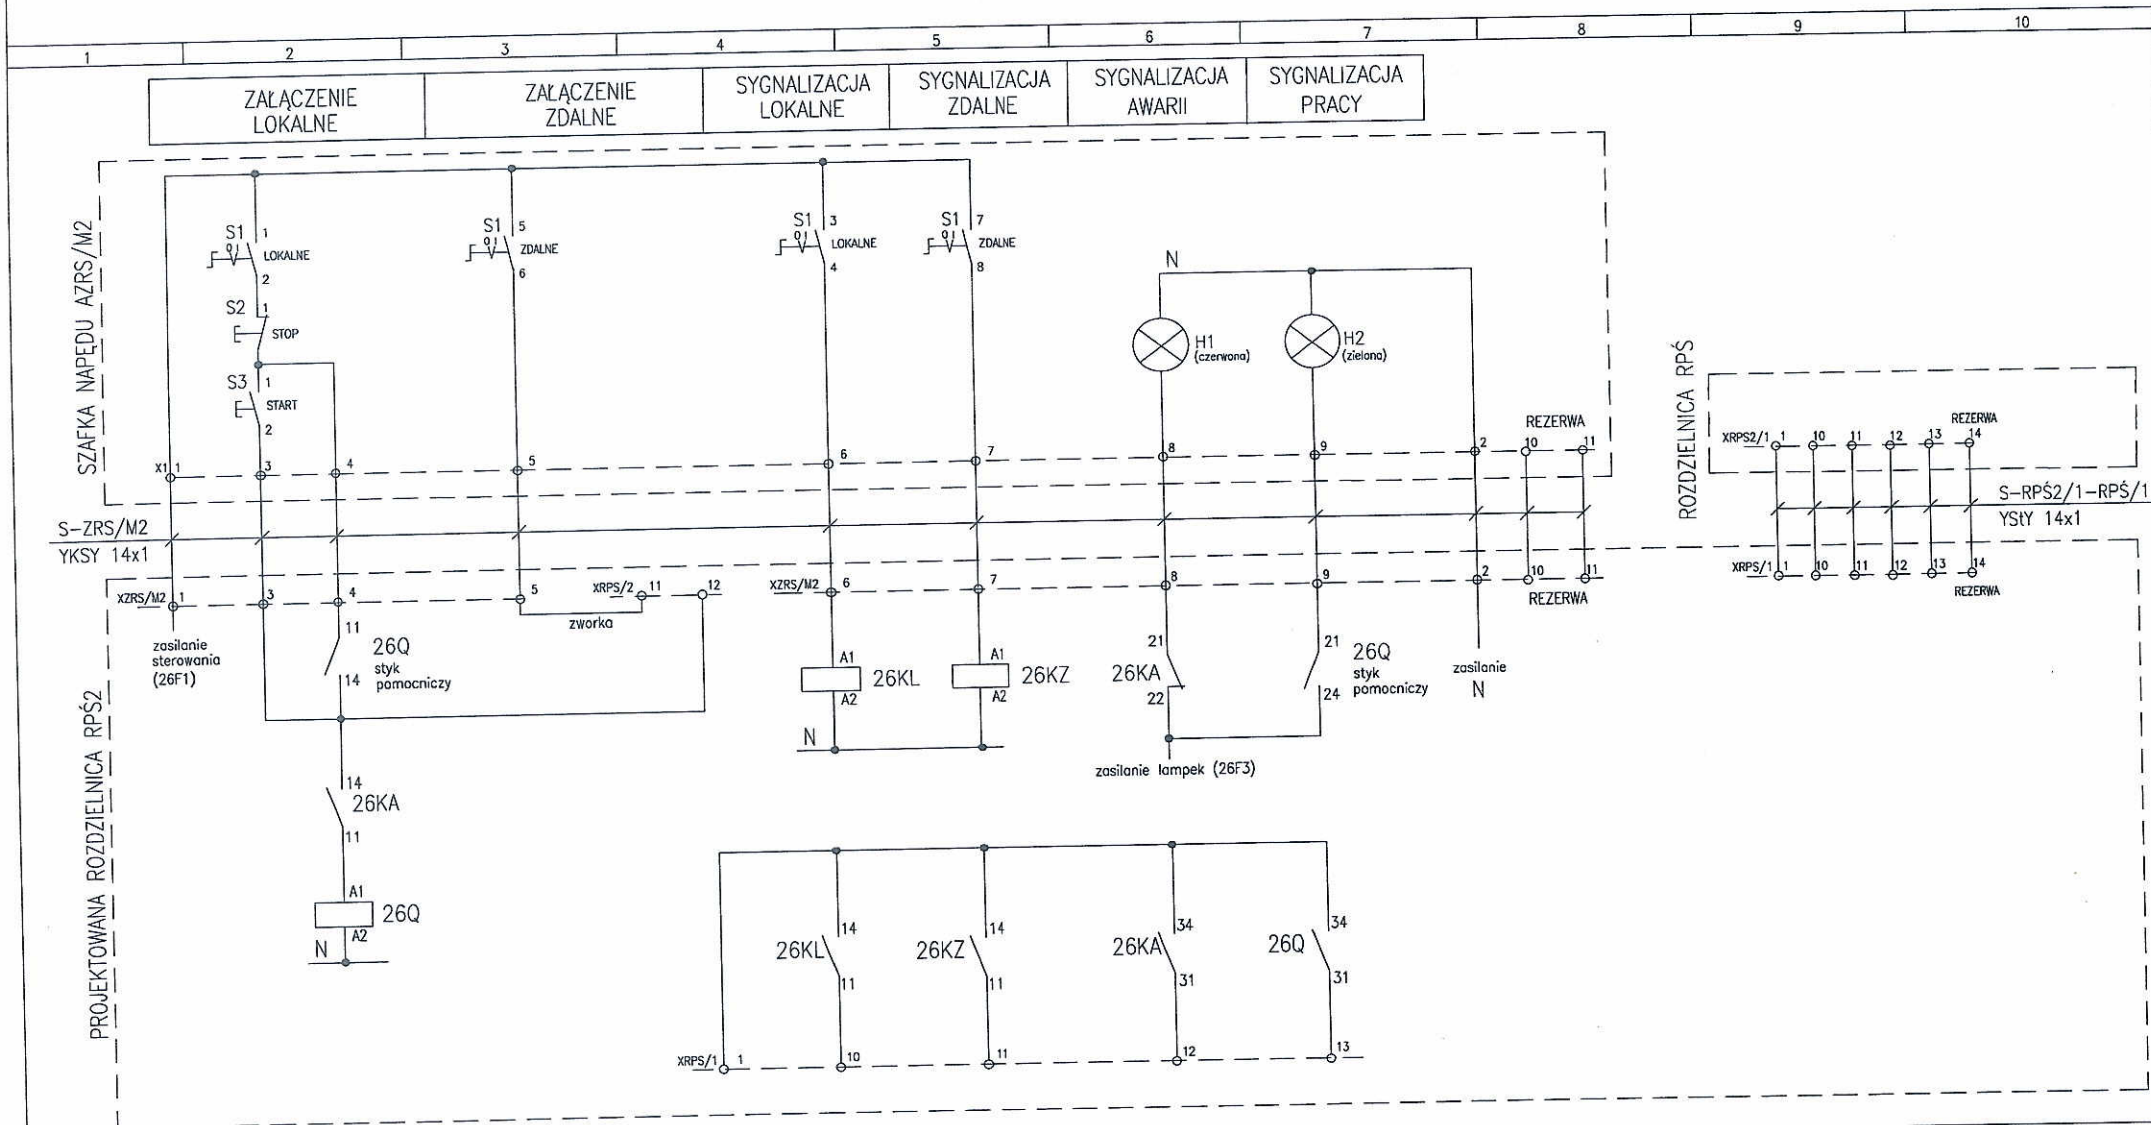 1 2 3 4 5 6 7 8 9 10
ZAŁĄCZENIE
LOKALNE
ZAŁĄCZENIE
ZDALNE
SYGNALIZACJA
LOKALNE
SYGNALIZACJA
ZDALNE
SYGNALIZACJA
AWARII
SYGNALIZACJA
PRACY
SZAFKA NAPĘDU AZRS/M2
S1
1
LOKALNE
2
S2
1
STOP
S3
1
START
2
S1
5
ZDALNE
6
S1
3
LOKALNE
4
S1
7
ZDALNE
8
N
H1
(czerwona)
H2
(zielona)
REZERWA
X1 1 3 4 5 6 7 8 9 2 10 11
S-ZRS/M2
YKSY 14x1
ROZDZIELNICA RPŚ
REZERWA
XRPS2/1 1 10 11 12 13 14
S-RPŚ2/1-RPŚ/1
YStY 14x1
XRPS/1 1 10 11 12 13 14
REZERWA
PROJEKTOWANA ROZDZIELNICA RPŚ2
XZRS/M2 1 3 4 5 XRPS/2 11 12 XZRS/M2 6 7 8 9 2 10 11
zworka
REZERWA
zasilanie
sterowania
(26F1)
11
26Q
styk
pomocniczy
14
14
26KA
11
A1
26Q
A2
N
A1
26KL
A2
A1
26KZ
A2
N
21
26KA
22
21
26Q
styk
pomocniczy
24
zasilanie
N
zasilanie lampek (26F3)
14
26KL
11
14
26KZ
11
34
26KA
31
34
26Q
31
XRPS/1 1 10 11 12 13